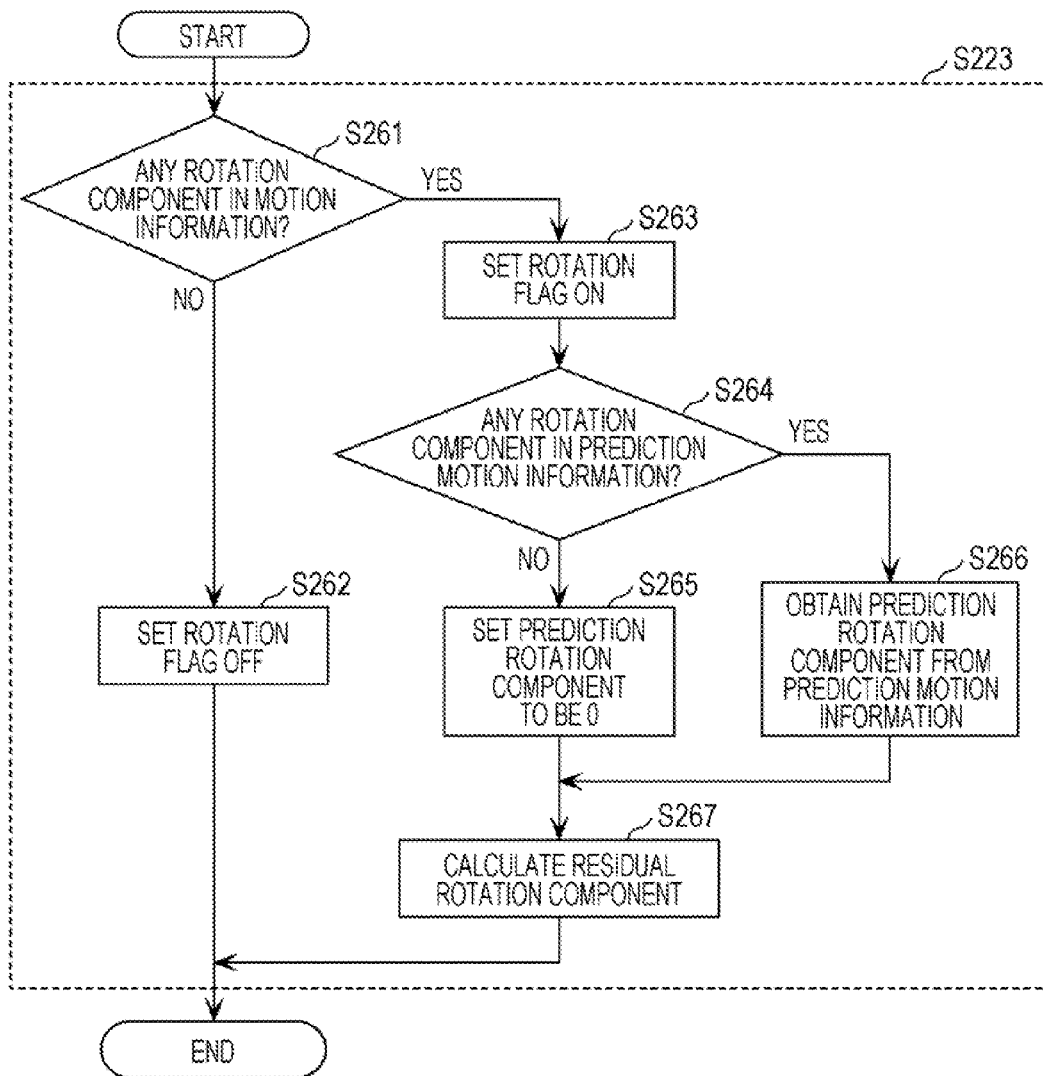 START
S223
S261
ANY ROTATION
COMPONENT IN MOTION
INFORMATION?
YES
NO
S263
SET ROTATION
FLAG ON
S264
ANY ROTATION
COMPONENT IN PREDICTION
MOTION INFORMATION?
YES
NO
S262
SET ROTATION
FLAG OFF
S265
SET PREDICTION
ROTATION
COMPONENT
TO BE 0
S266
OBTAIN PREDICTION
ROTATION
COMPONENT FROM
PREDICTION MOTION
INFORMATION
S267
CALCULATE RESIDUAL
ROTATION COMPONENT
END